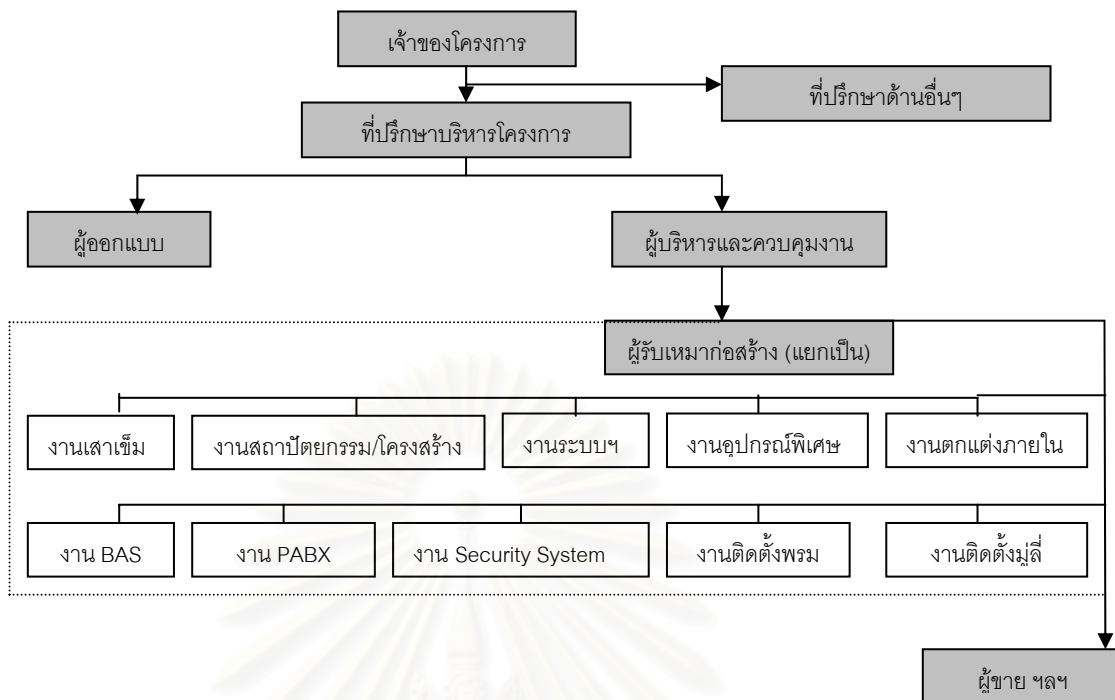 เจ้าของโครงการ
ที่ปรึกษาด้านอื่นๆ
ที่ปรึกษาบริหารโครงการ
ผู้ออกแบบ
ผู้บริหารและควบคุมงาน
ผู้รับเหมาก่อสร้าง (แยกเป็น)
งานเสาเข็ม
งานสถาปัตยกรรม/โครงสร้าง
งานระบบฯ
งานอุปกรณ์พิเศษ
งานตกแต่งภายใน
งาน BAS
งาน PABX
งาน Security System
งานติดตั้งพรม
งานติดตั้งมู่ลี่
ผู้ขาย ฯลฯ